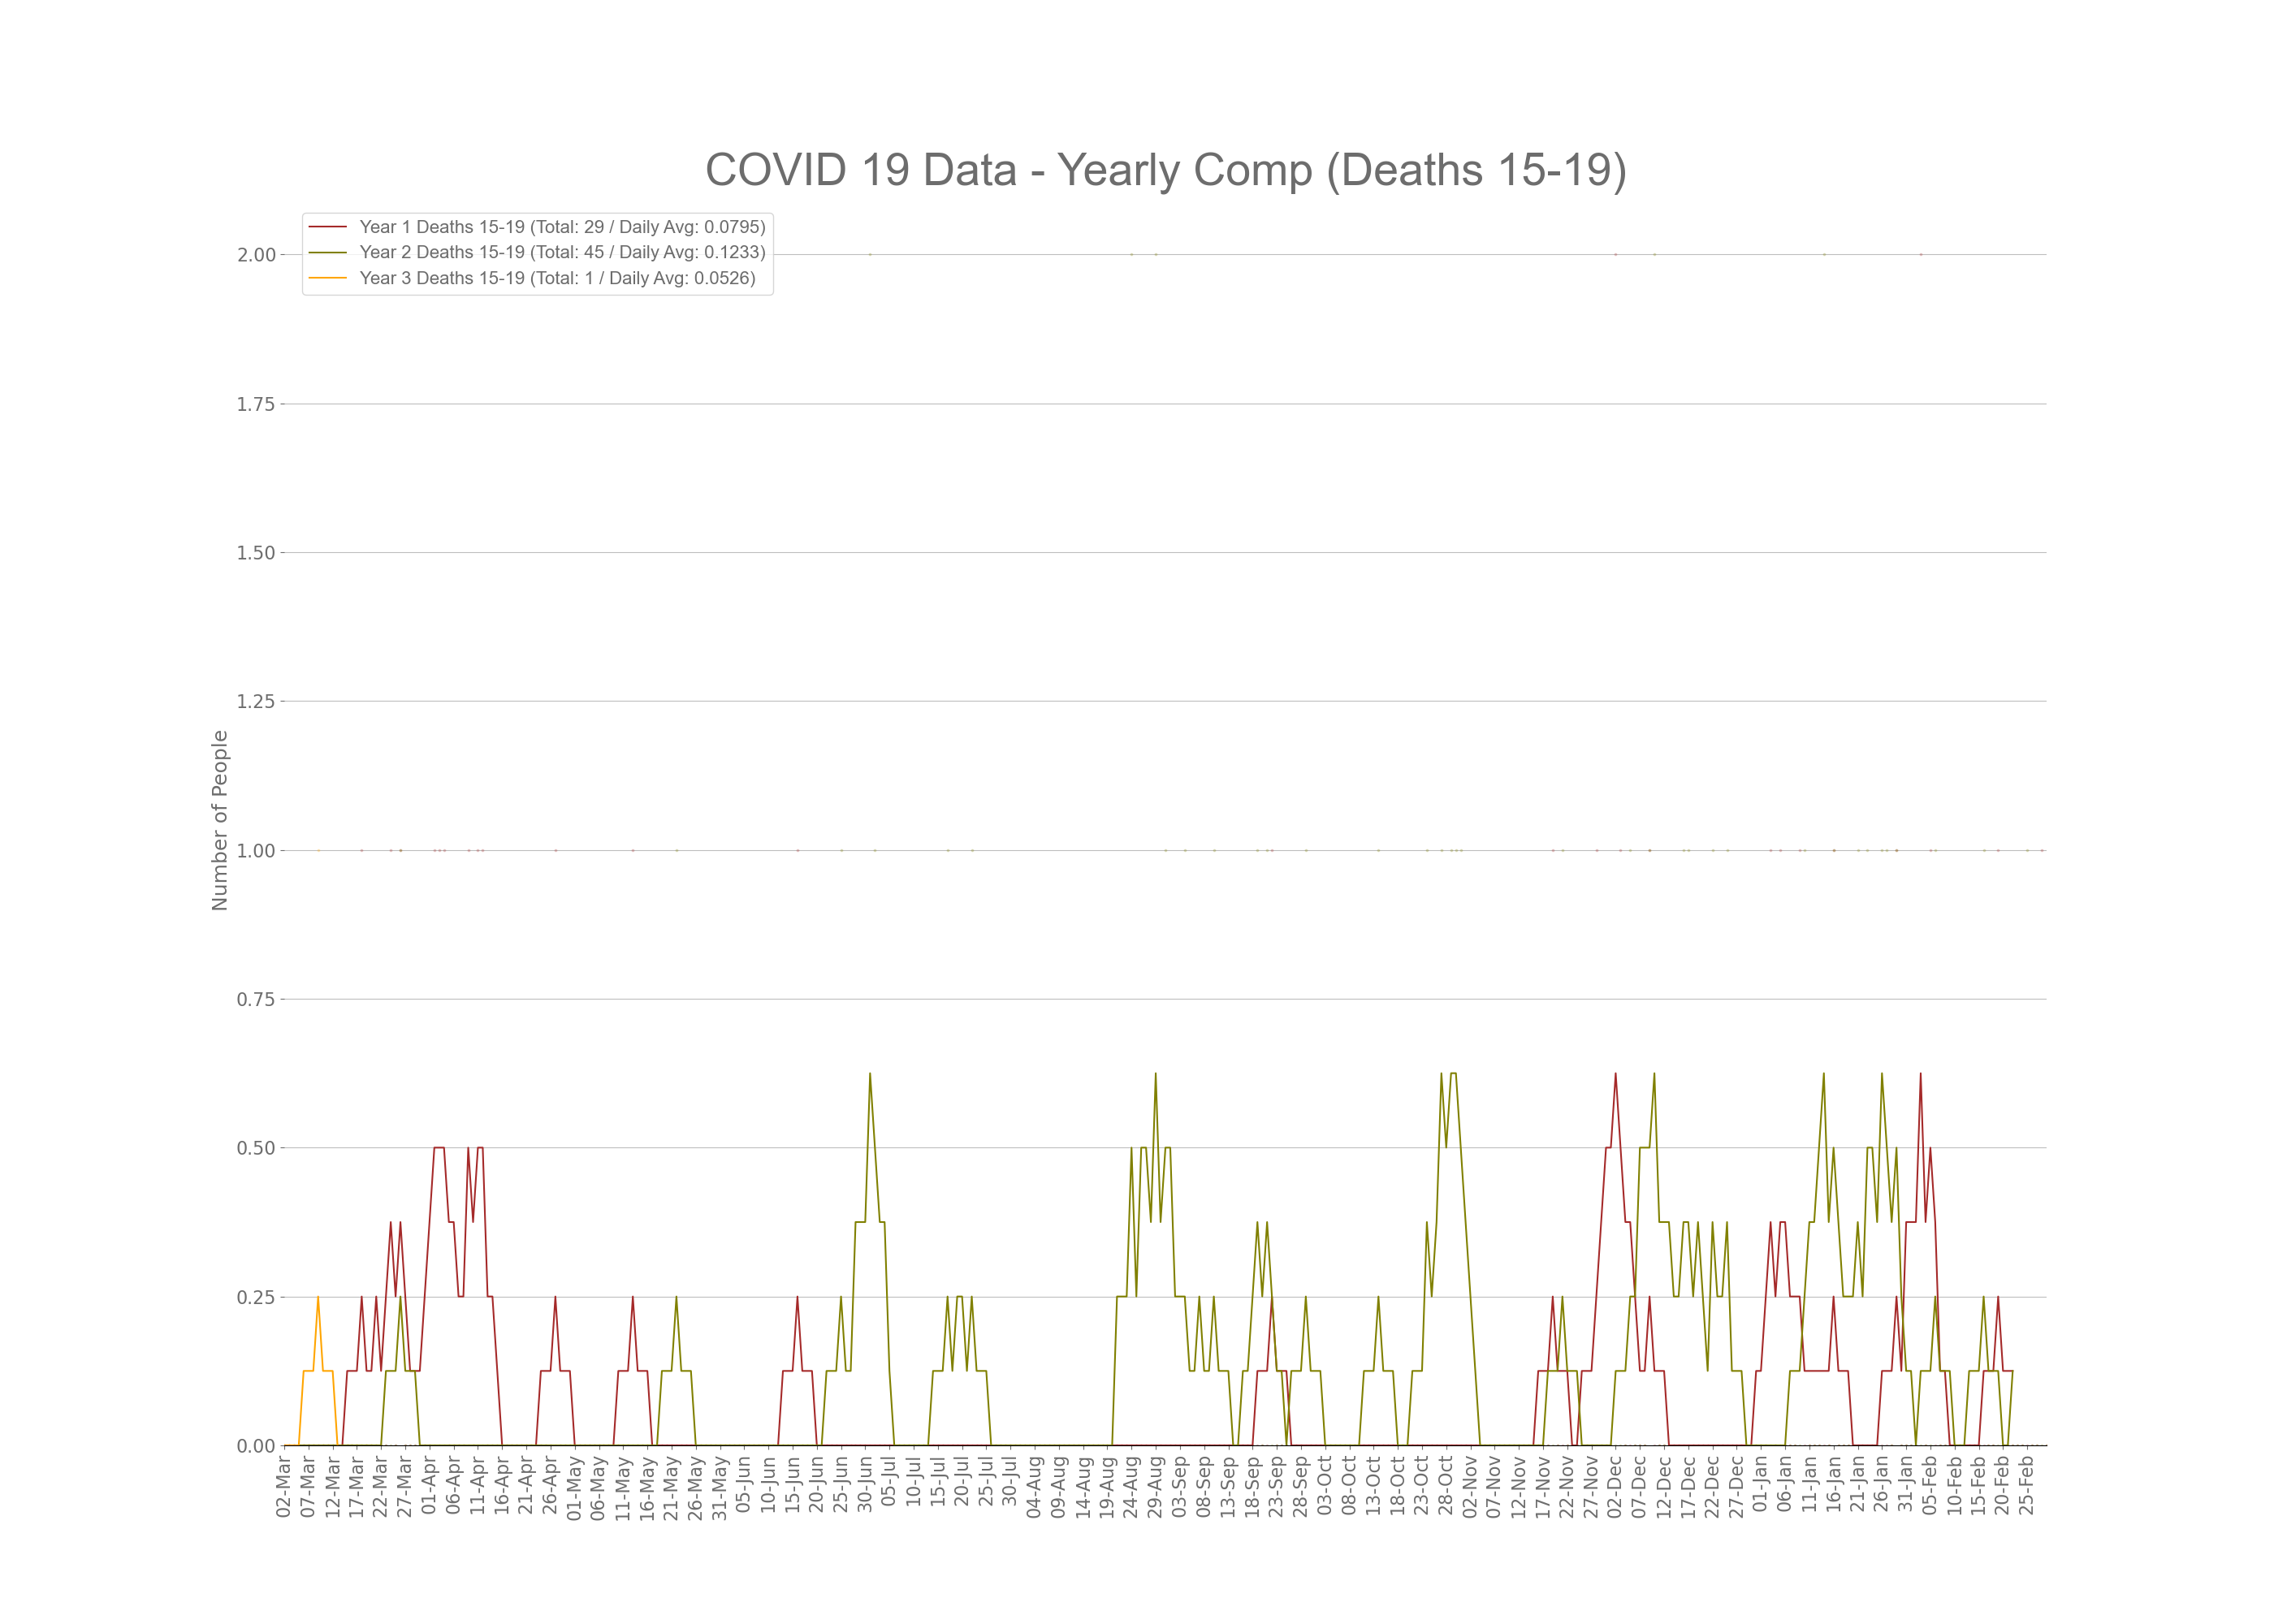 COVID 19 Data - Yearly Comp (Deaths 15-19)
Year 1 Deaths 15-19 (Total: 29 / Daily Avg: 0.0795)
Year 2 Deaths 15-19 (Total: 45 / Daily Avg: 0.1233)
Year 3 Deaths 15-19 (Total: 1 / Daily Avg: 0.0526)
Number of People
2.00
1.75
1.50
1.25
1.00
0.75
0.50
0.25
0.00
02-Mar
07-Mar
12-Mar
17-Mar
22-Mar
27-Mar
01-Apr
06-Apr
11-Apr
16-Apr
21-Apr
26-Apr
01-May
06-May
11-May
16-May
21-May
26-May
31-May
05-Jun
10-Jun
15-Jun
20-Jun
25-Jun
30-Jun
05-Jul
10-Jul
15-Jul
20-Jul
25-Jul
30-Jul
04-Aug
09-Aug
14-Aug
19-Aug
24-Aug
29-Aug
03-Sep
08-Sep
13-Sep
18-Sep
23-Sep
28-Sep
03-Oct
08-Oct
13-Oct
18-Oct
23-Oct
28-Oct
02-Nov
07-Nov
12-Nov
17-Nov
22-Nov
27-Nov
02-Dec
07-Dec
12-Dec
17-Dec
22-Dec
27-Dec
01-Jan
06-Jan
11-Jan
16-Jan
21-Jan
26-Jan
31-Jan
05-Feb
10-Feb
15-Feb
20-Feb
25-Feb